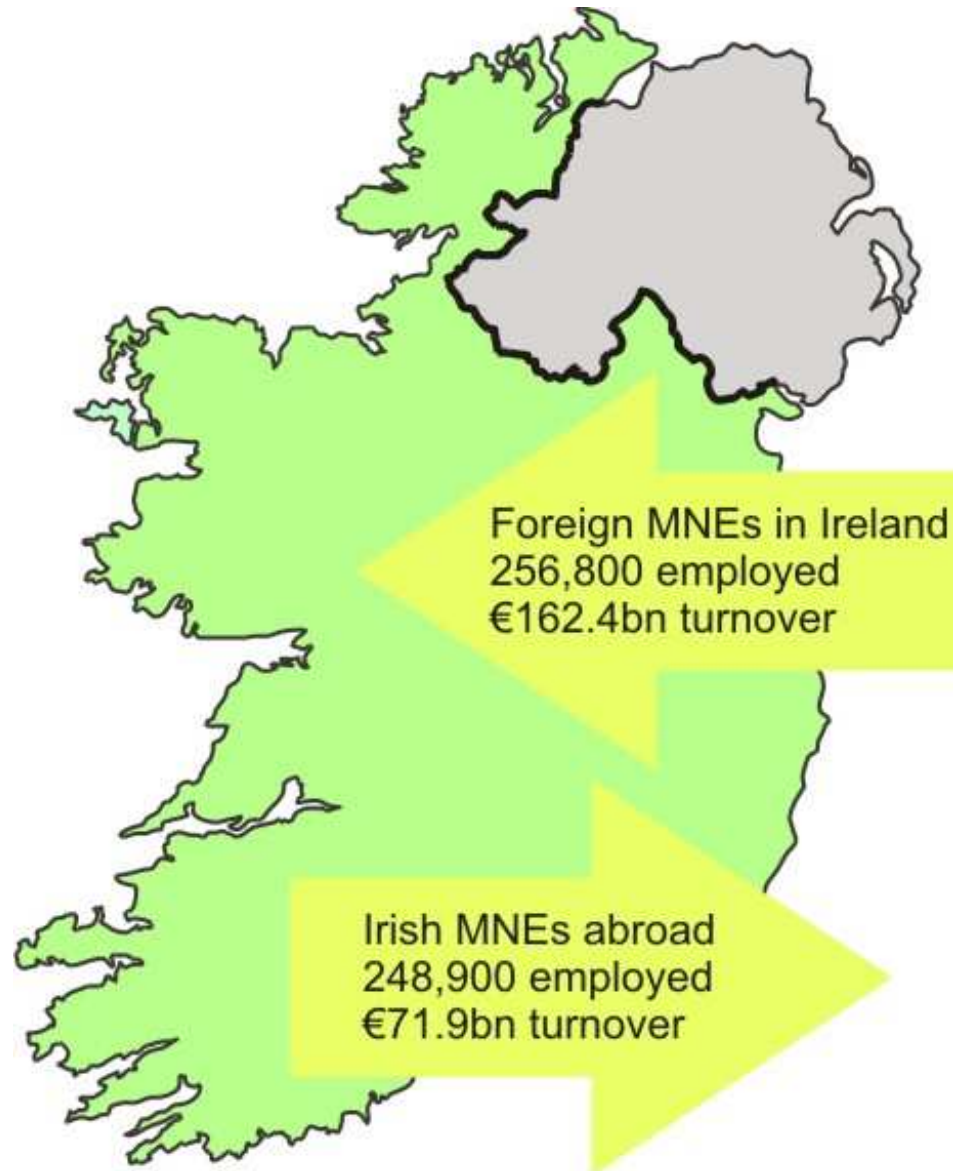 Foreign MNEs in Ireland
256,800 employed
€162.4bn turnover
Irish MNEs abroad
248,900 employed
€71.9bn turnover